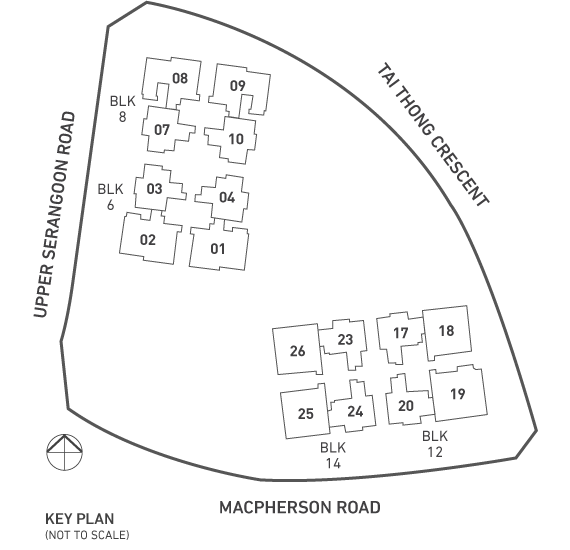 08
09
BLK
8
07
10
TAI THONG CRESCENT
UPPER SERANGOON ROAD
BLK
6
03
04
02
01
26
23
17
18
25
24
20
19
BLK
14
BLK
12
MACPHERSON ROAD
KEY PLAN
(NOT TO SCALE)